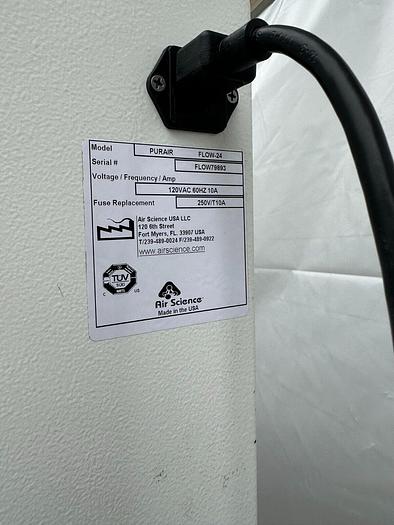 Model PURAIR FLOW-24
Serial # FLOW79893
Voltage / Frequency / Amp
120VAC 60HZ 10A
Fuse Replacement 250V/T10A
Air Science USA LLC
120 6th Street
Fort Myers, FL. 33907 USA
T/239-489-0024 F/239-489-0922
www.airscience.com
TÜV
SÜD
C US
Air Science
Made in the USA